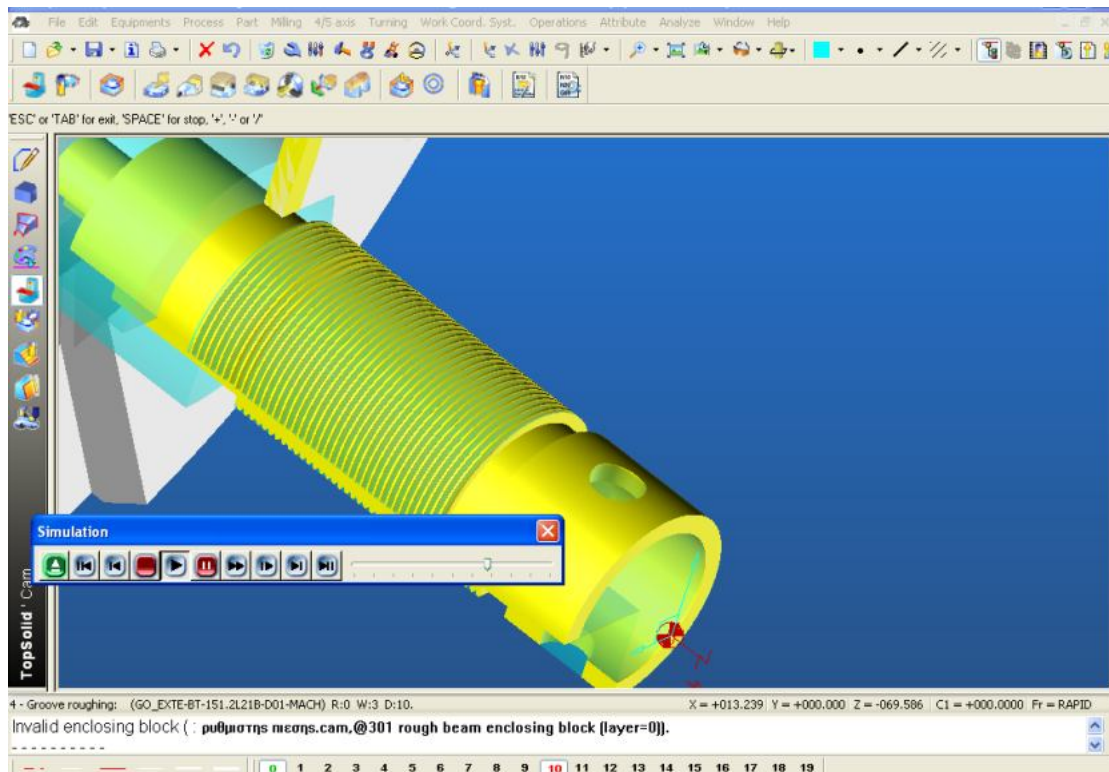 File Edit Equipments Process Part Milling 4/5 axis Turning Work Coord. Syst. Operations Attribute Analyze Window Help
'ESC' or 'TAB' for exit, 'SPACE' for stop, '+', '-' or '/'
Simulation
TopSolid'Cam
4 - Groove roughing: (GO_EXTE-BT-151.2L21B-D01-MACH) R:0 W:3 D:10. X = +013.239 Y = +000.000 Z = -069.586 C1 = +000.0000 Fr = RAPID
Invalid enclosing block ( : ρυθμιστης πιεσης.cam,@301 rough beam enclosing block (layer=0)).
- - - - - - - - - -
0 1 2 3 4 5 6 7 8 9 10 11 12 13 14 15 16 17 18 19